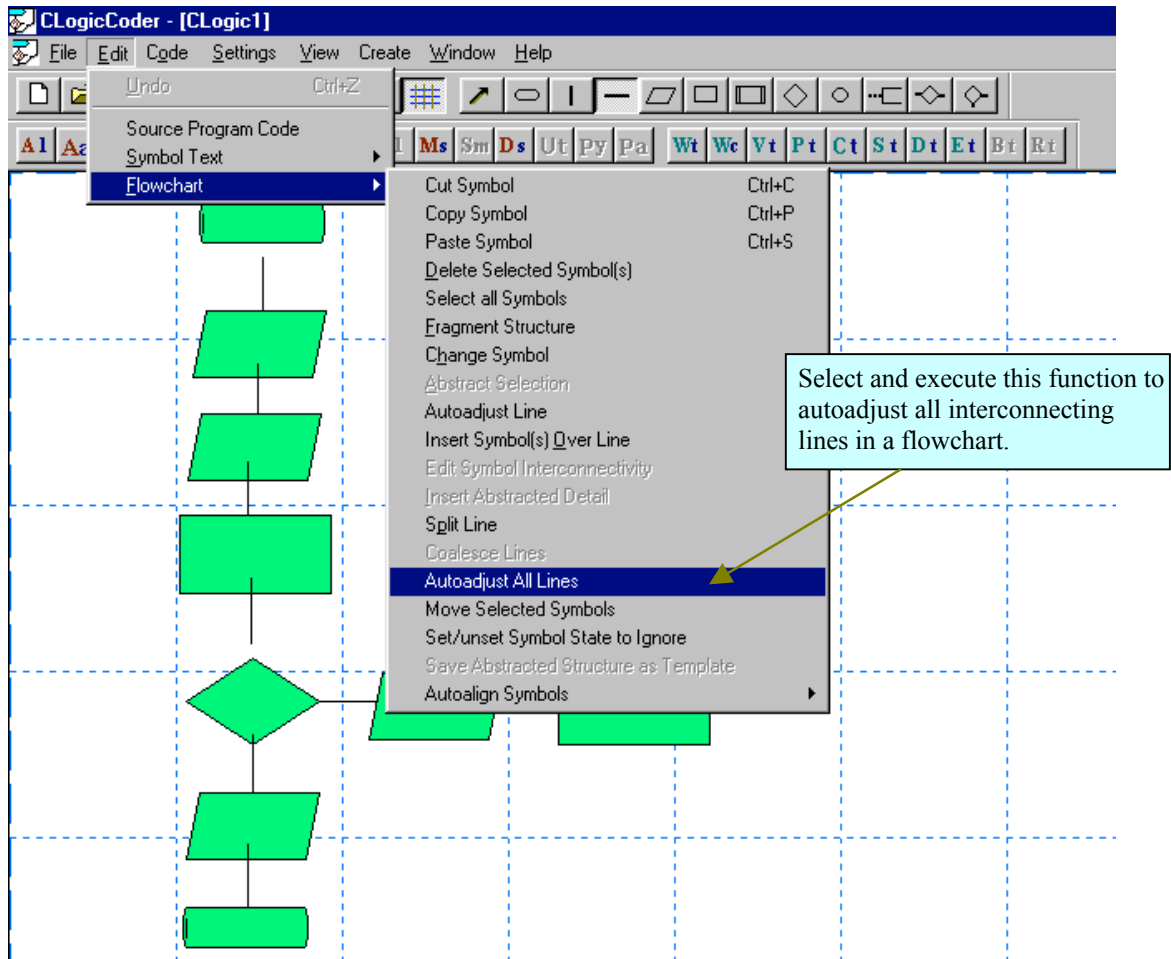 CLogicCoder - [CLogic1]
File Edit Code Settings View Create Window Help
Undo Ctrl+Z
Source Program Code
Symbol Text
Flowchart
A1 Ms Sm Ds Ut Py Pa Wt Wc Vt Pt Ct St Dt Et Bt Rt
Cut Symbol Ctrl+C
Copy Symbol Ctrl+P
Paste Symbol Ctrl+S
Delete Selected Symbol(s)
Select all Symbols
Fragment Structure
Change Symbol
Abstract Selection
Autoadjust Line
Insert Symbol(s) Over Line
Edit Symbol Interconnectivity
Insert Abstracted Detail
Split Line
Coalesce Lines
Autoadjust All Lines
Move Selected Symbols
Set/unset Symbol State to Ignore
Save Abstracted Structure as Template
Autoalign Symbols
Select and execute this function to
autoadjust all interconnecting
lines in a flowchart.